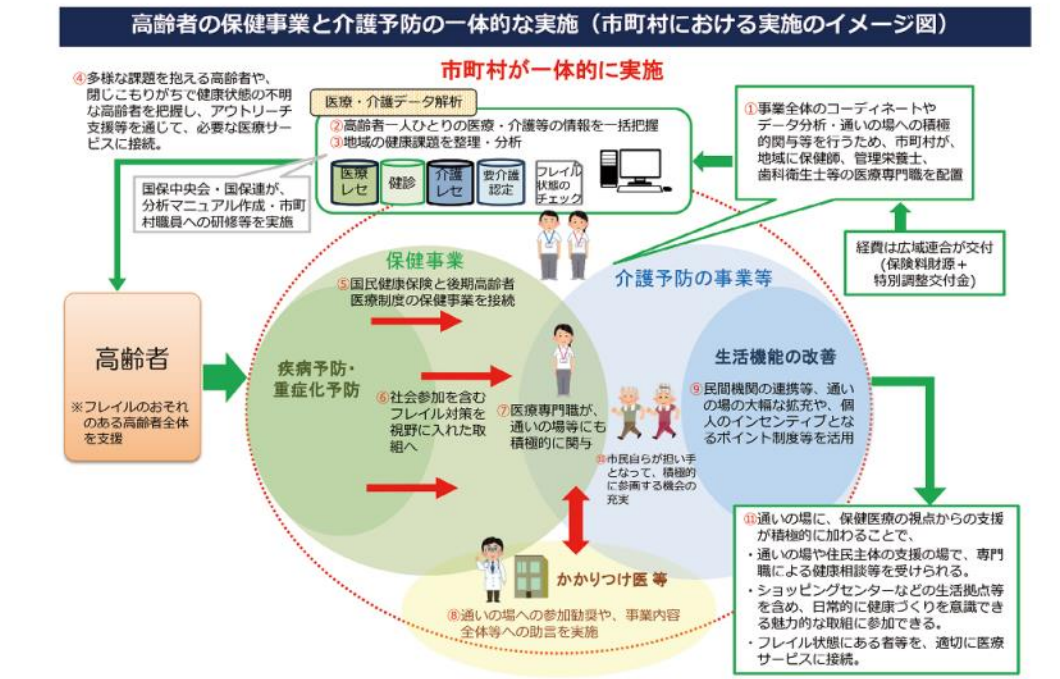 高齢者の保健事業と介護予防の一体的な実施（市町村における実施のイメージ図）
市町村が一体的に実施
④多様な課題を抱える高齢者や、
閉じこもりがちで健康状態の不明
な高齢者を把握し、アウトリーチ
支援等を通じて、必要な医療サー
ビスに接続。
医療・介護データ解析
②高齢者一人ひとりの医療・介護等の情報を一括把握
③地域の健康課題を整理・分析
医療
レセ
健診
介護
レセ
要介護
認定
フレイル
状態の
チェック
①事業全体のコーディネートや
データ分析・通いの場への積極
的関与等を行うため、市町村が、
地域に保健師、管理栄養士、
歯科衛生士等の医療専門職を配置
国保中央会・国保連が、
分析マニュアル作成・市町
村職員への研修等を実施
経費は広域連合が交付
(保険料財源＋
特別調整交付金)
保健事業
介護予防の事業等
⑤国民健康保険と後期高齢者
医療制度の保健事業を接続
高齢者
※フレイルのおそれ
のある高齢者全体
を支援
疾病予防・
重症化予防
⑥社会参加を含む
フレイル対策を
視野に入れた取
組へ
⑦医療専門職が、
通いの場等にも
積極的に関与
生活機能の改善
⑨民間機関の連携等、通い
の場の大幅な拡充や、個
人のインセンティブとな
るポイント制度等を活用
⑩市民自らが担い手
となって、積極的
に参画する機会の
充実
かかりつけ医 等
⑧通いの場への参加勧奨や、事業内容
全体等への助言を実施
⑪通いの場に、保健医療の視点からの支援
が積極的に加わることで、
・通いの場や住民主体の支援の場で、専門
職による健康相談等を受けられる。
・ショッピングセンターなどの生活拠点等
を含め、日常的に健康づくりを意識でき
る魅力的な取組に参加できる。
・フレイル状態にある者等を、適切に医療
サービスに接続。